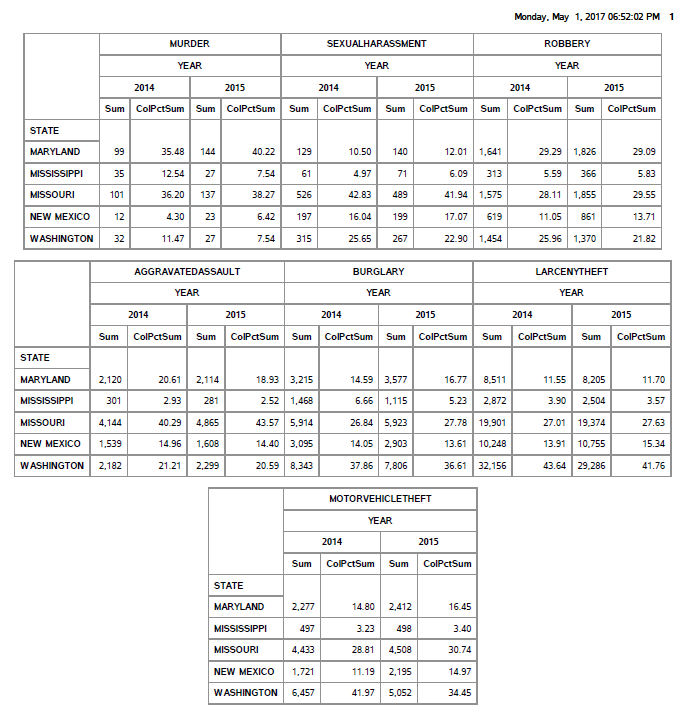 Monday, May 1, 2017 06:52:02 PM 1
MURDER SEXUALHARASSMENT ROBBERY
YEAR YEAR YEAR
2014 2015 2014 2015 2014 2015
Sum ColPctSum Sum ColPctSum Sum ColPctSum Sum ColPctSum Sum ColPctSum Sum ColPctSum
STATE
MARYLAND 99 35.48 144 40.22 129 10.50 140 12.01 1,641 29.29 1,826 29.09
MISSISSIPPI 35 12.54 27 7.54 61 4.97 71 6.09 313 5.59 366 5.83
MISSOURI 101 36.20 137 38.27 526 42.83 489 41.94 1,575 28.11 1,855 29.55
NEW MEXICO 12 4.30 23 6.42 197 16.04 199 17.07 619 11.05 861 13.71
WASHINGTON 32 11.47 27 7.54 315 25.65 267 22.90 1,454 25.96 1,370 21.82
AGGRAVATEDASSAULT BURGLARY LARCENYTHEFT
YEAR YEAR YEAR
2014 2015 2014 2015 2014 2015
Sum ColPctSum Sum ColPctSum Sum ColPctSum Sum ColPctSum Sum ColPctSum Sum ColPctSum
STATE
MARYLAND 2,120 20.61 2,114 18.93 3,215 14.59 3,577 16.77 8,511 11.55 8,205 11.70
MISSISSIPPI 301 2.93 281 2.52 1,468 6.66 1,115 5.23 2,872 3.90 2,504 3.57
MISSOURI 4,144 40.29 4,865 43.57 5,914 26.84 5,923 27.78 19,901 27.01 19,374 27.63
NEW MEXICO 1,539 14.96 1,608 14.40 3,095 14.05 2,903 13.61 10,248 13.91 10,755 15.34
WASHINGTON 2,182 21.21 2,299 20.59 8,343 37.86 7,806 36.61 32,156 43.64 29,286 41.76
MOTORVEHICLETHEFT
YEAR
2014 2015
Sum ColPctSum Sum ColPctSum
STATE
MARYLAND 2,277 14.80 2,412 16.45
MISSISSIPPI 497 3.23 498 3.40
MISSOURI 4,433 28.81 4,508 30.74
NEW MEXICO 1,721 11.19 2,195 14.97
WASHINGTON 6,457 41.97 5,052 34.45